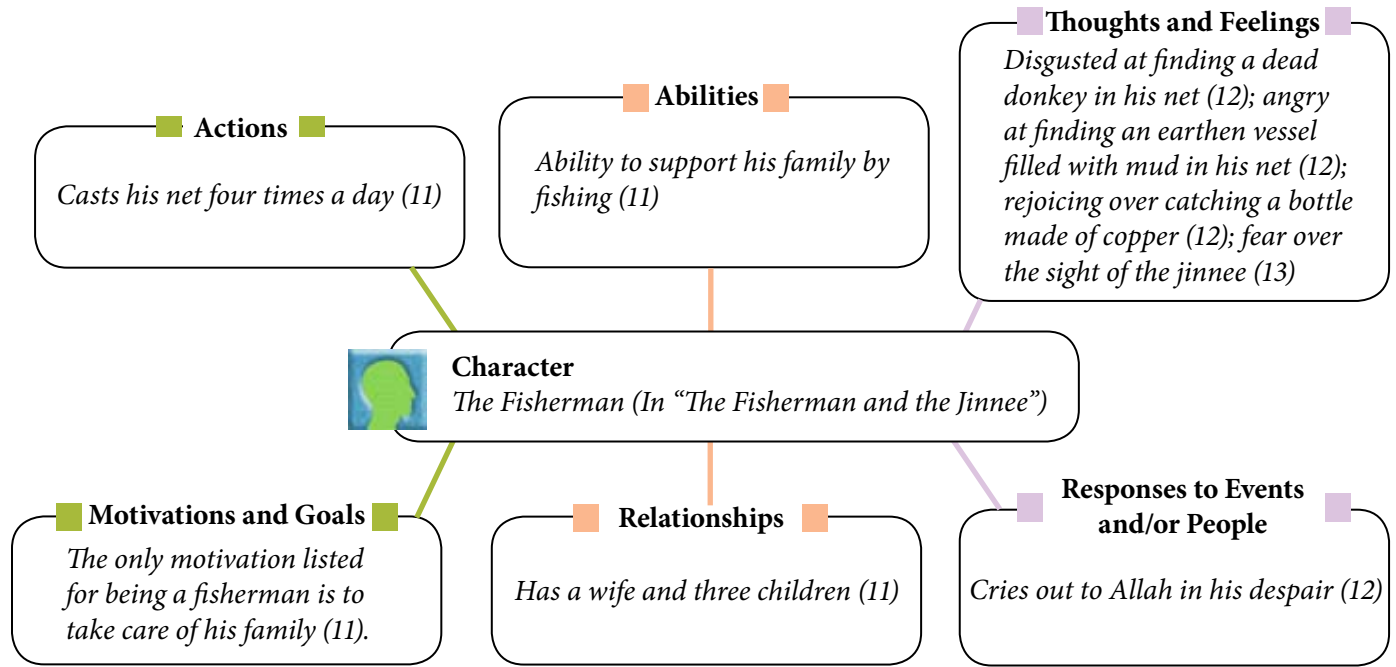 Actions
Casts his net four times a day (11)
Abilities
Ability to support his family by
fishing (11)
Thoughts and Feelings
Disgusted at finding a dead
donkey in his net (12); angry
at finding an earthen vessel
filled with mud in his net (12);
rejoicing over catching a bottle
made of copper (12); fear over
the sight of the jinnee (13)
Character
The Fisherman (In “The Fisherman and the Jinnee”)
Motivations and Goals
The only motivation listed
for being a fisherman is to
take care of his family (11).
Relationships
Has a wife and three children (11)
Responses to Events
and/or People
Cries out to Allah in his despair (12)